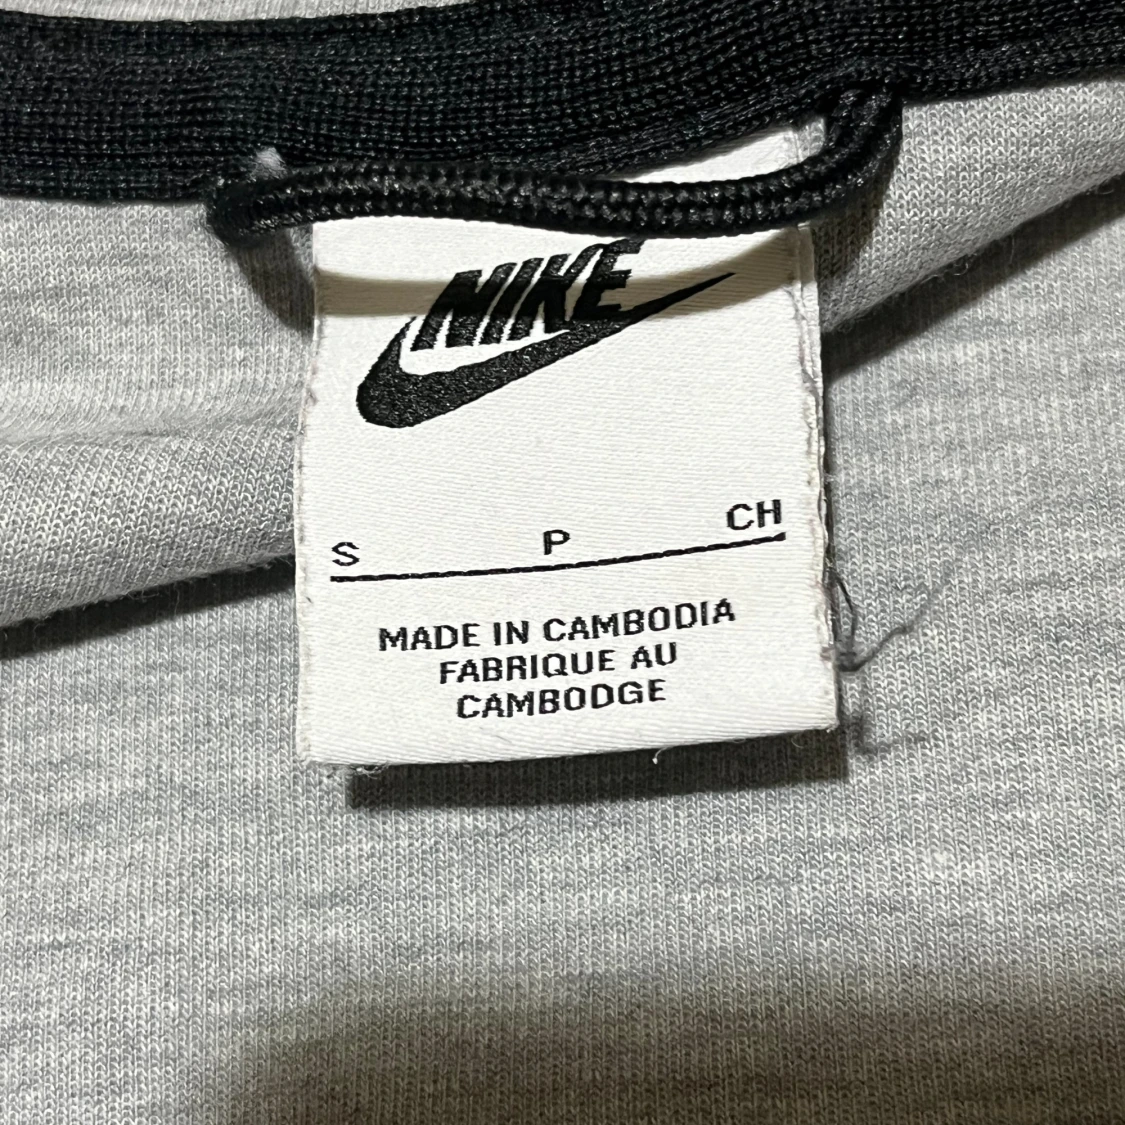 NIKE
S P CH
MADE IN CAMBODIA
FABRIQUE AU
CAMBODGE